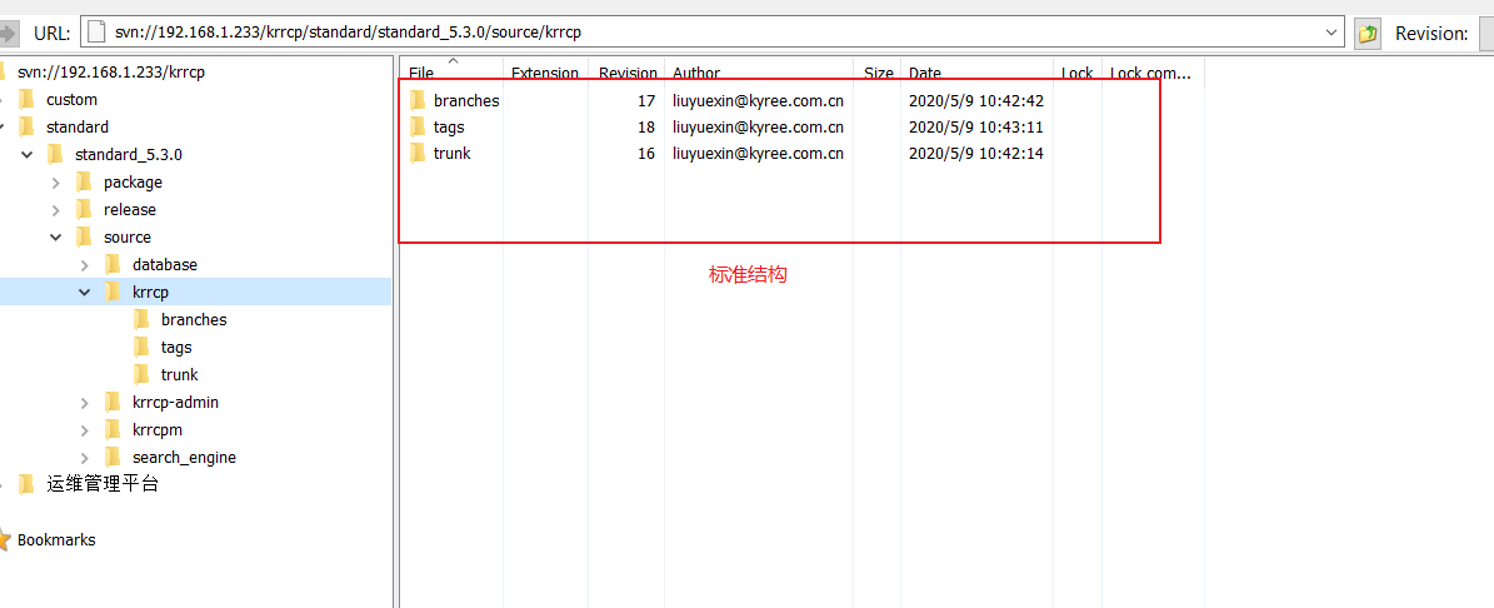 URL: svn://192.168.1.233/krrcp/standard/standard_5.3.0/source/krrcp Revision:
svn://192.168.1.233/krrcp
custom
standard
standard_5.3.0
package
release
source
database
krrcp
branches
tags
trunk
krrcp-admin
krrcpm
search_engine
运维管理平台
Bookmarks
File Extension Revision Author Size Date Lock Lock com...
branches 17 liuyuexin@kyree.com.cn 2020/5/9 10:42:42
tags 18 liuyuexin@kyree.com.cn 2020/5/9 10:43:11
trunk 16 liuyuexin@kyree.com.cn 2020/5/9 10:42:14
标准结构